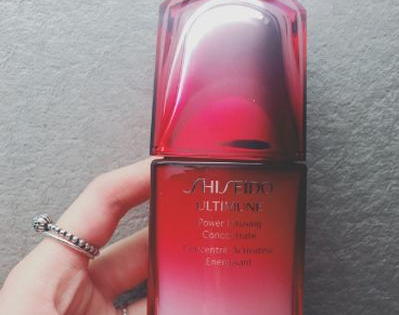 SHISEIDO
ULTIMUNE
Power Infusing
Concentrate
Concentré Activateur
Energisant